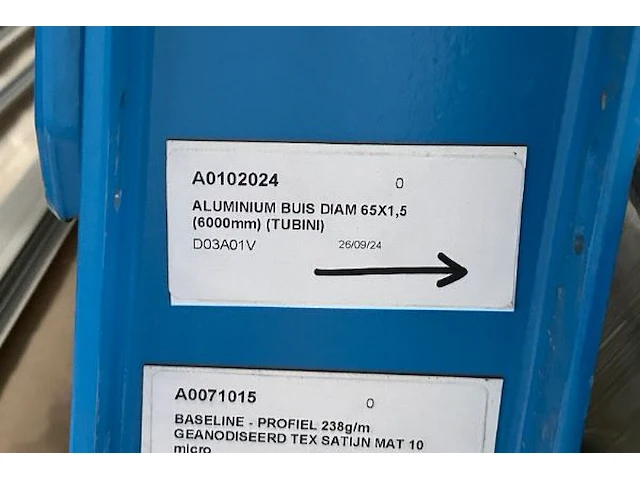 A0102024 0
ALUMINIUM BUIS DIAM 65X1,5
(6000mm) (TUBINI)
D03A01V 26/09/24
A0071015 0
BASELINE - PROFIEL 238g/m
GEANODISEERD TEX SATIJN MAT 10
micro